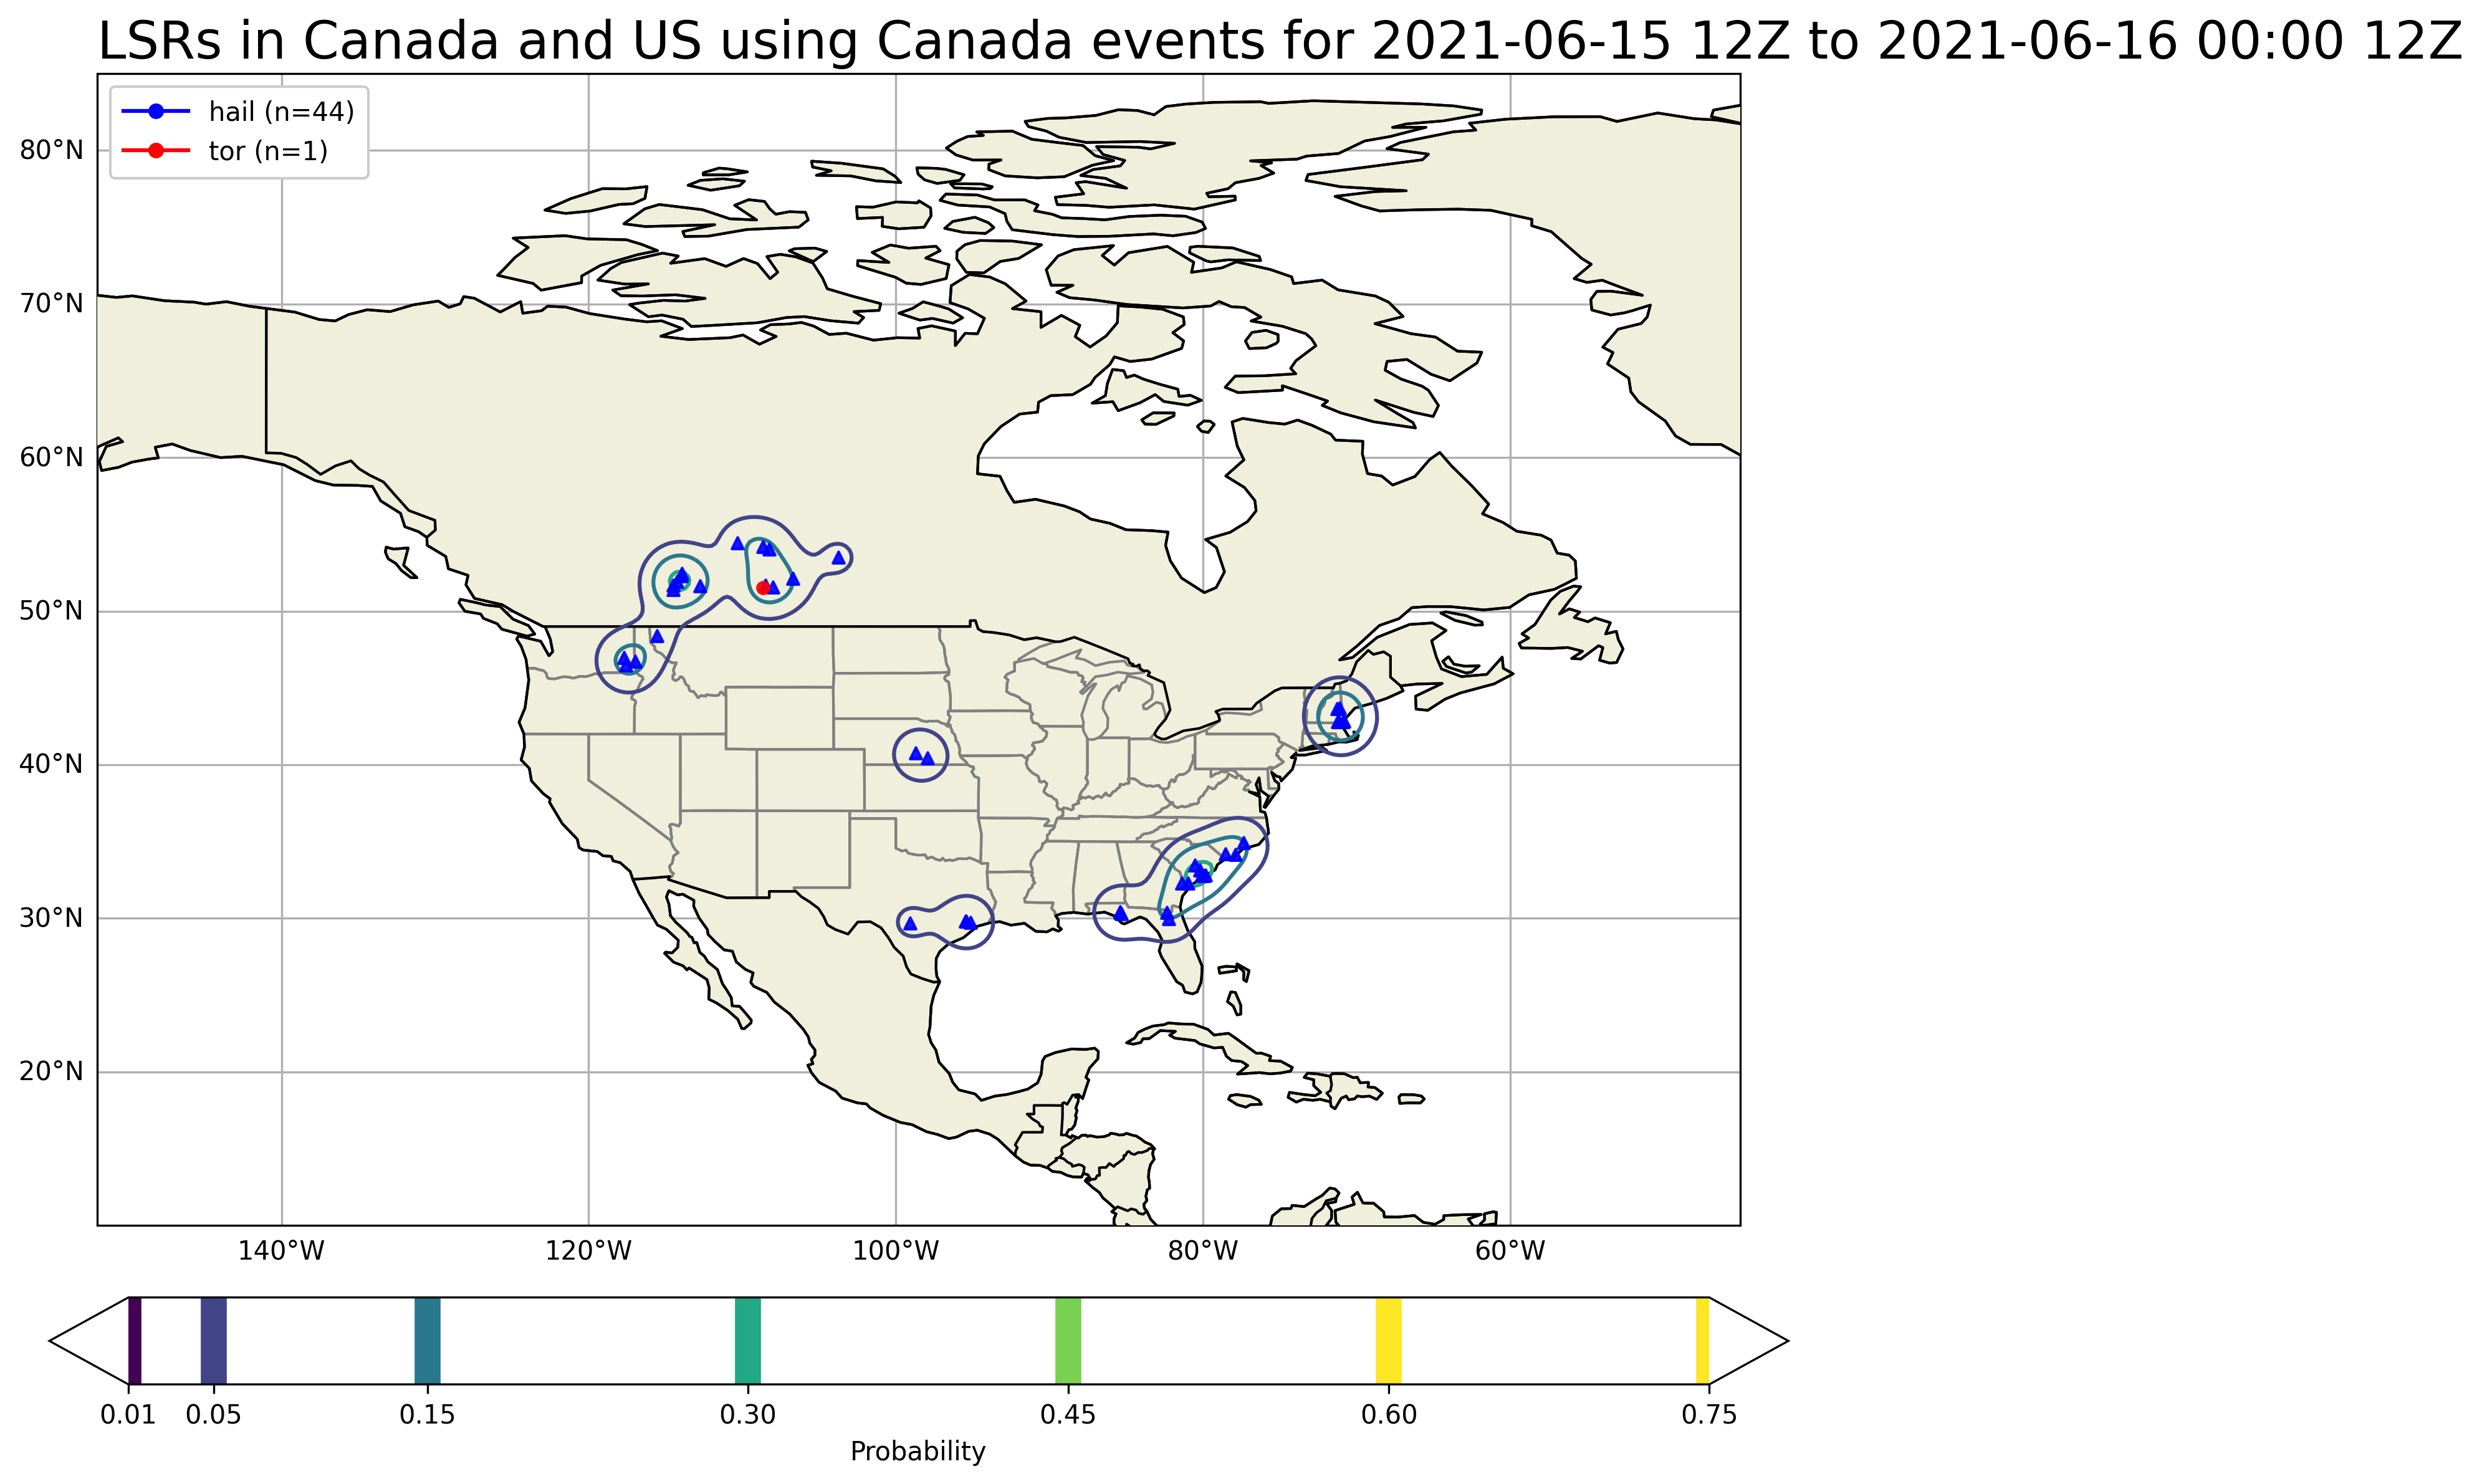 LSRs in Canada and US using Canada events for 2021-06-15 12Z to 2021-06-16 00:00 12Z
hail (n=44)
tor (n=1)
80°N
70°N
60°N
50°N
40°N
30°N
20°N
140°W 120°W 100°W 80°W 60°W
0.01 0.05 0.15 0.30 0.45 0.60 0.75
Probability